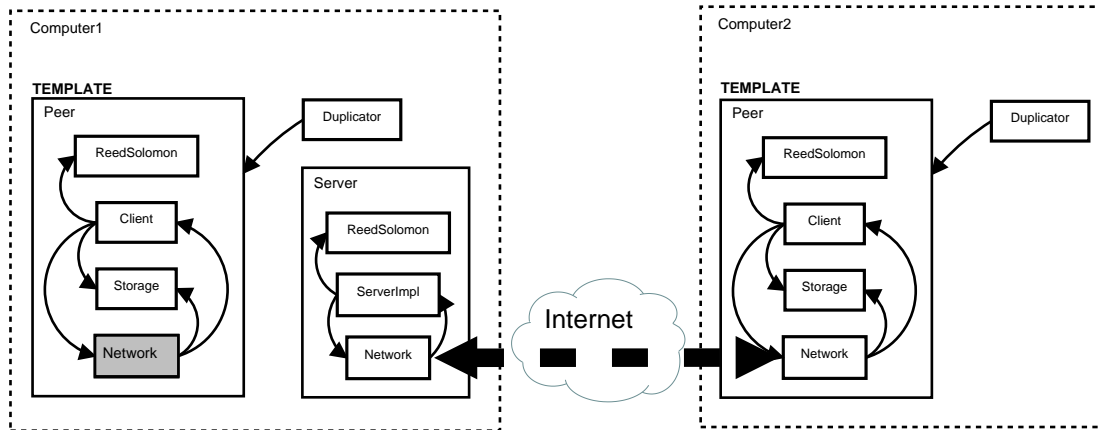 Computer1
TEMPLATE
Peer
ReedSolomon
Client
Storage
Network
Duplicator
Server
ReedSolomon
ServerImpl
Network
Internet
Computer2
TEMPLATE
Peer
ReedSolomon
Client
Storage
Network
Duplicator